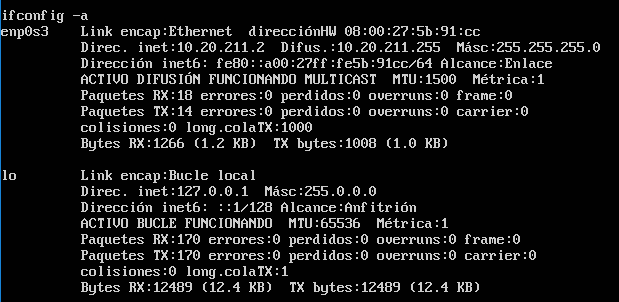 ifconfig -a
enp0s3    Link encap:Ethernet  direcciónHW 08:00:27:5b:91:cc
          Direc. inet:10.20.211.2  Difus.:10.20.211.255  Másc:255.255.255.0
          Dirección inet6: fe80::a00:27ff:fe5b:91cc/64 Alcance:Enlace
          ACTIVO DIFUSIÓN FUNCIONANDO MULTICAST  MTU:1500  Métrica:1
          Paquetes RX:18 errores:0 perdidos:0 overruns:0 frame:0
          Paquetes TX:14 errores:0 perdidos:0 overruns:0 carrier:0
          colisiones:0 long.colaTX:1000
          Bytes RX:1266 (1.2 KB)  TX bytes:1008 (1.0 KB)
lo        Link encap:Bucle local
          Direc. inet:127.0.0.1  Másc:255.0.0.0
          Dirección inet6: ::1/128 Alcance:Anfitrión
          ACTIVO BUCLE FUNCIONANDO  MTU:65536  Métrica:1
          Paquetes RX:170 errores:0 perdidos:0 overruns:0 frame:0
          Paquetes TX:170 errores:0 perdidos:0 overruns:0 carrier:0
          colisiones:0 long.colaTX:1
          Bytes RX:12489 (12.4 KB)  TX bytes:12489 (12.4 KB)